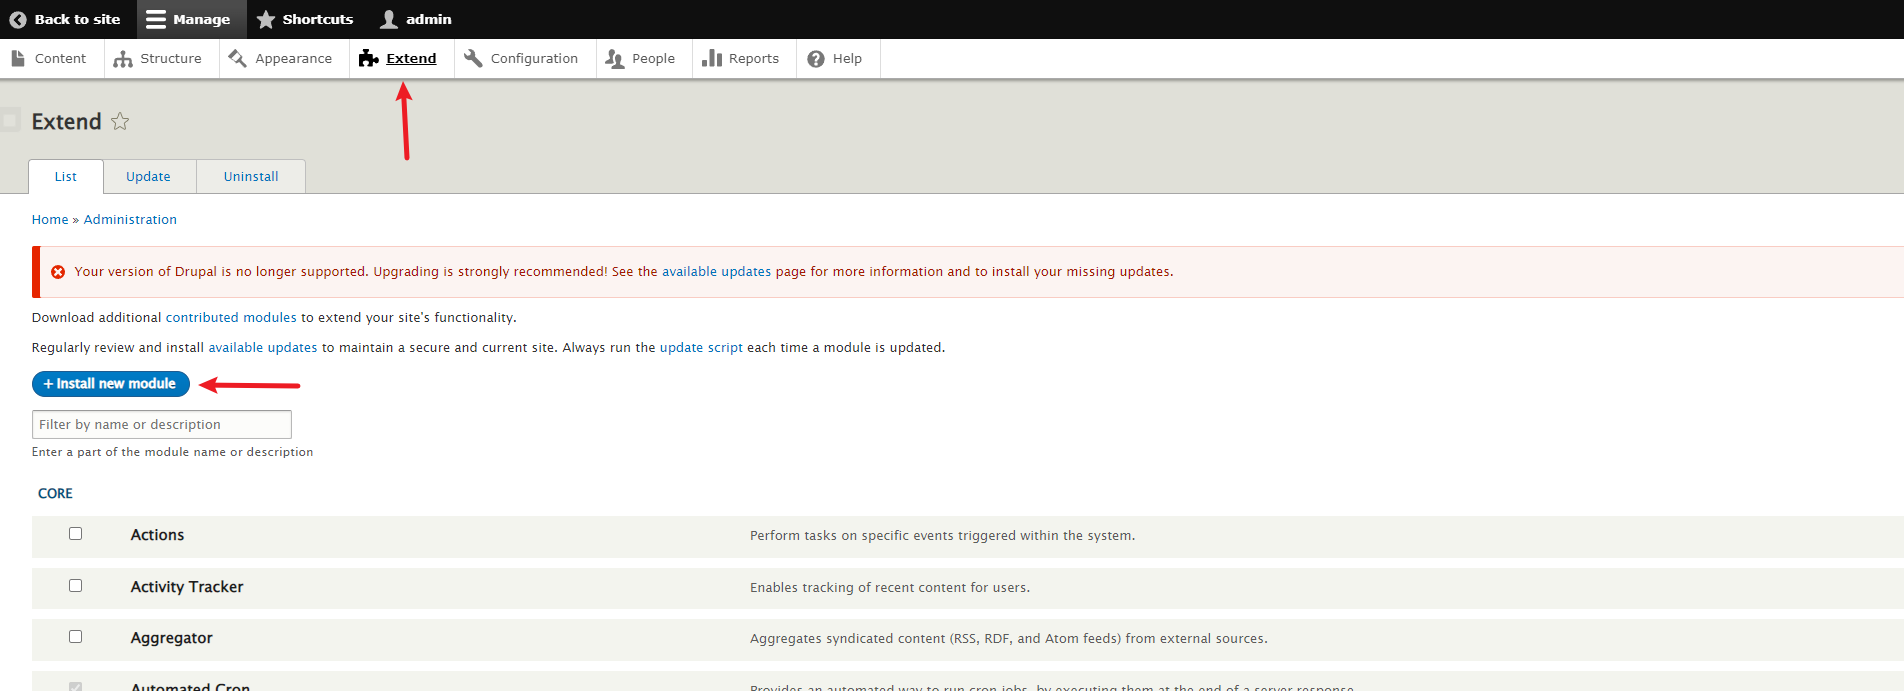 Back to site Manage Shortcuts admin
Content Structure Appearance Extend Configuration People Reports Help
Extend
List Update Uninstall
Home » Administration
Your version of Drupal is no longer supported. Upgrading is strongly recommended! See the available updates page for more information and to install your missing updates.
Download additional contributed modules to extend your site's functionality.
Regularly review and install available updates to maintain a secure and current site. Always run the update script each time a module is updated.
+ Install new module
Filter by name or description
Enter a part of the module name or description
CORE
Actions Perform tasks on specific events triggered within the system.
Activity Tracker Enables tracking of recent content for users.
Aggregator Aggregates syndicated content (RSS, RDF, and Atom feeds) from external sources.
Automated Cron Provides an automated way to run cron jobs, by executing them at the end of a server response.